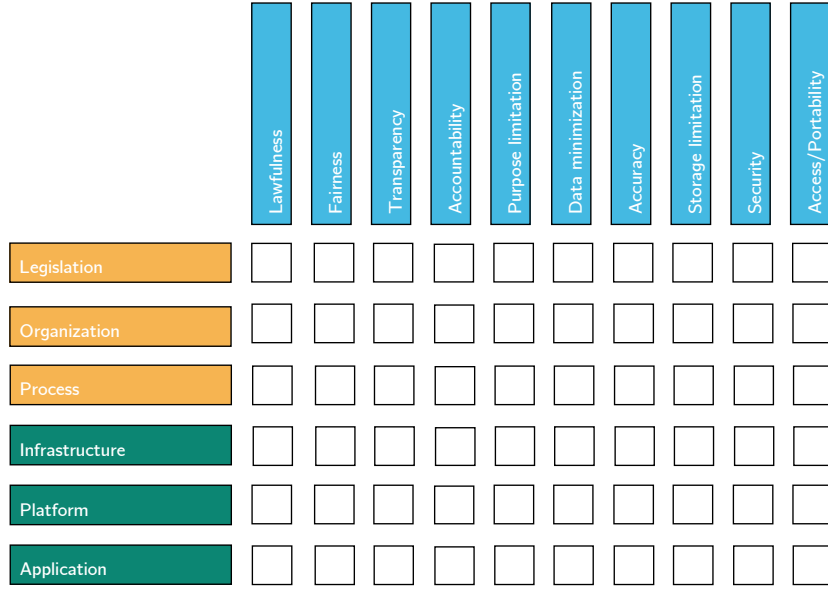 Lawfulness
Fairness
Transparency
Accountability
Purpose limitation
Data minimization
Accuracy
Storage limitation
Security
Access/Portability
Legislation
Organization
Process
Infrastructure
Platform
Application